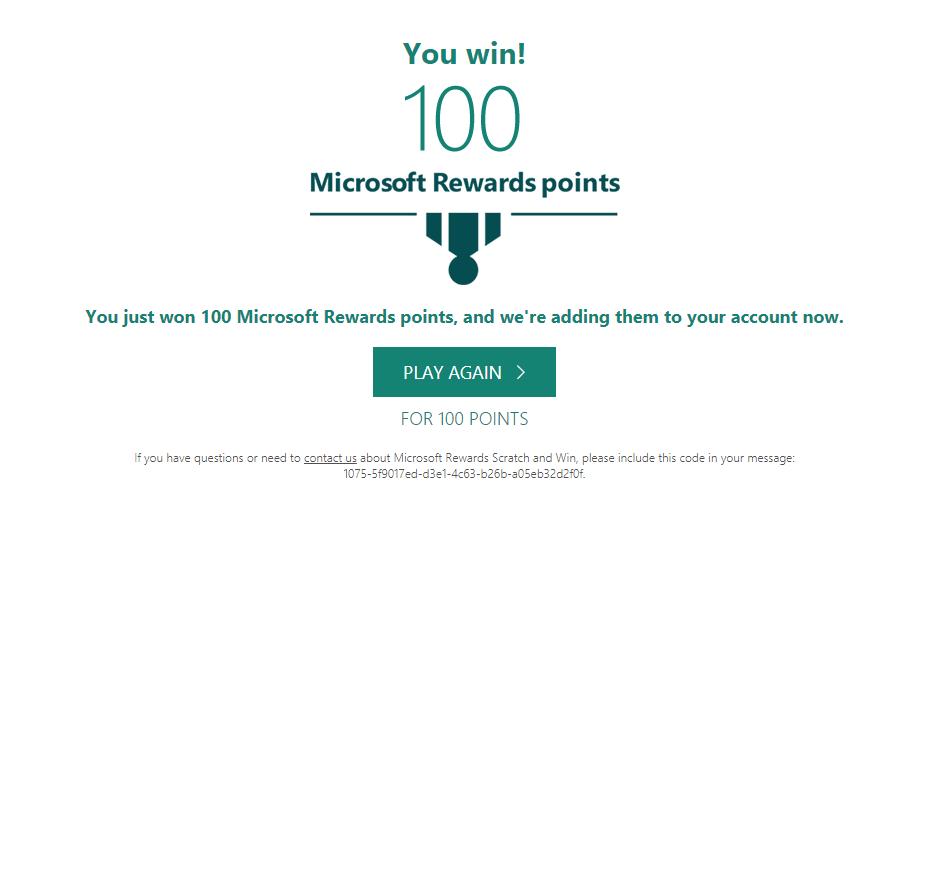 You win!
100
Microsoft Rewards points
You just won 100 Microsoft Rewards points, and we're adding them to your account now.
PLAY AGAIN
FOR 100 POINTS
If you have questions or need to contact us about Microsoft Rewards Scratch and Win, please include this code in your message:
1075-5f9017ed-d3e1-4c63-b26b-a05eb32d2f0f.